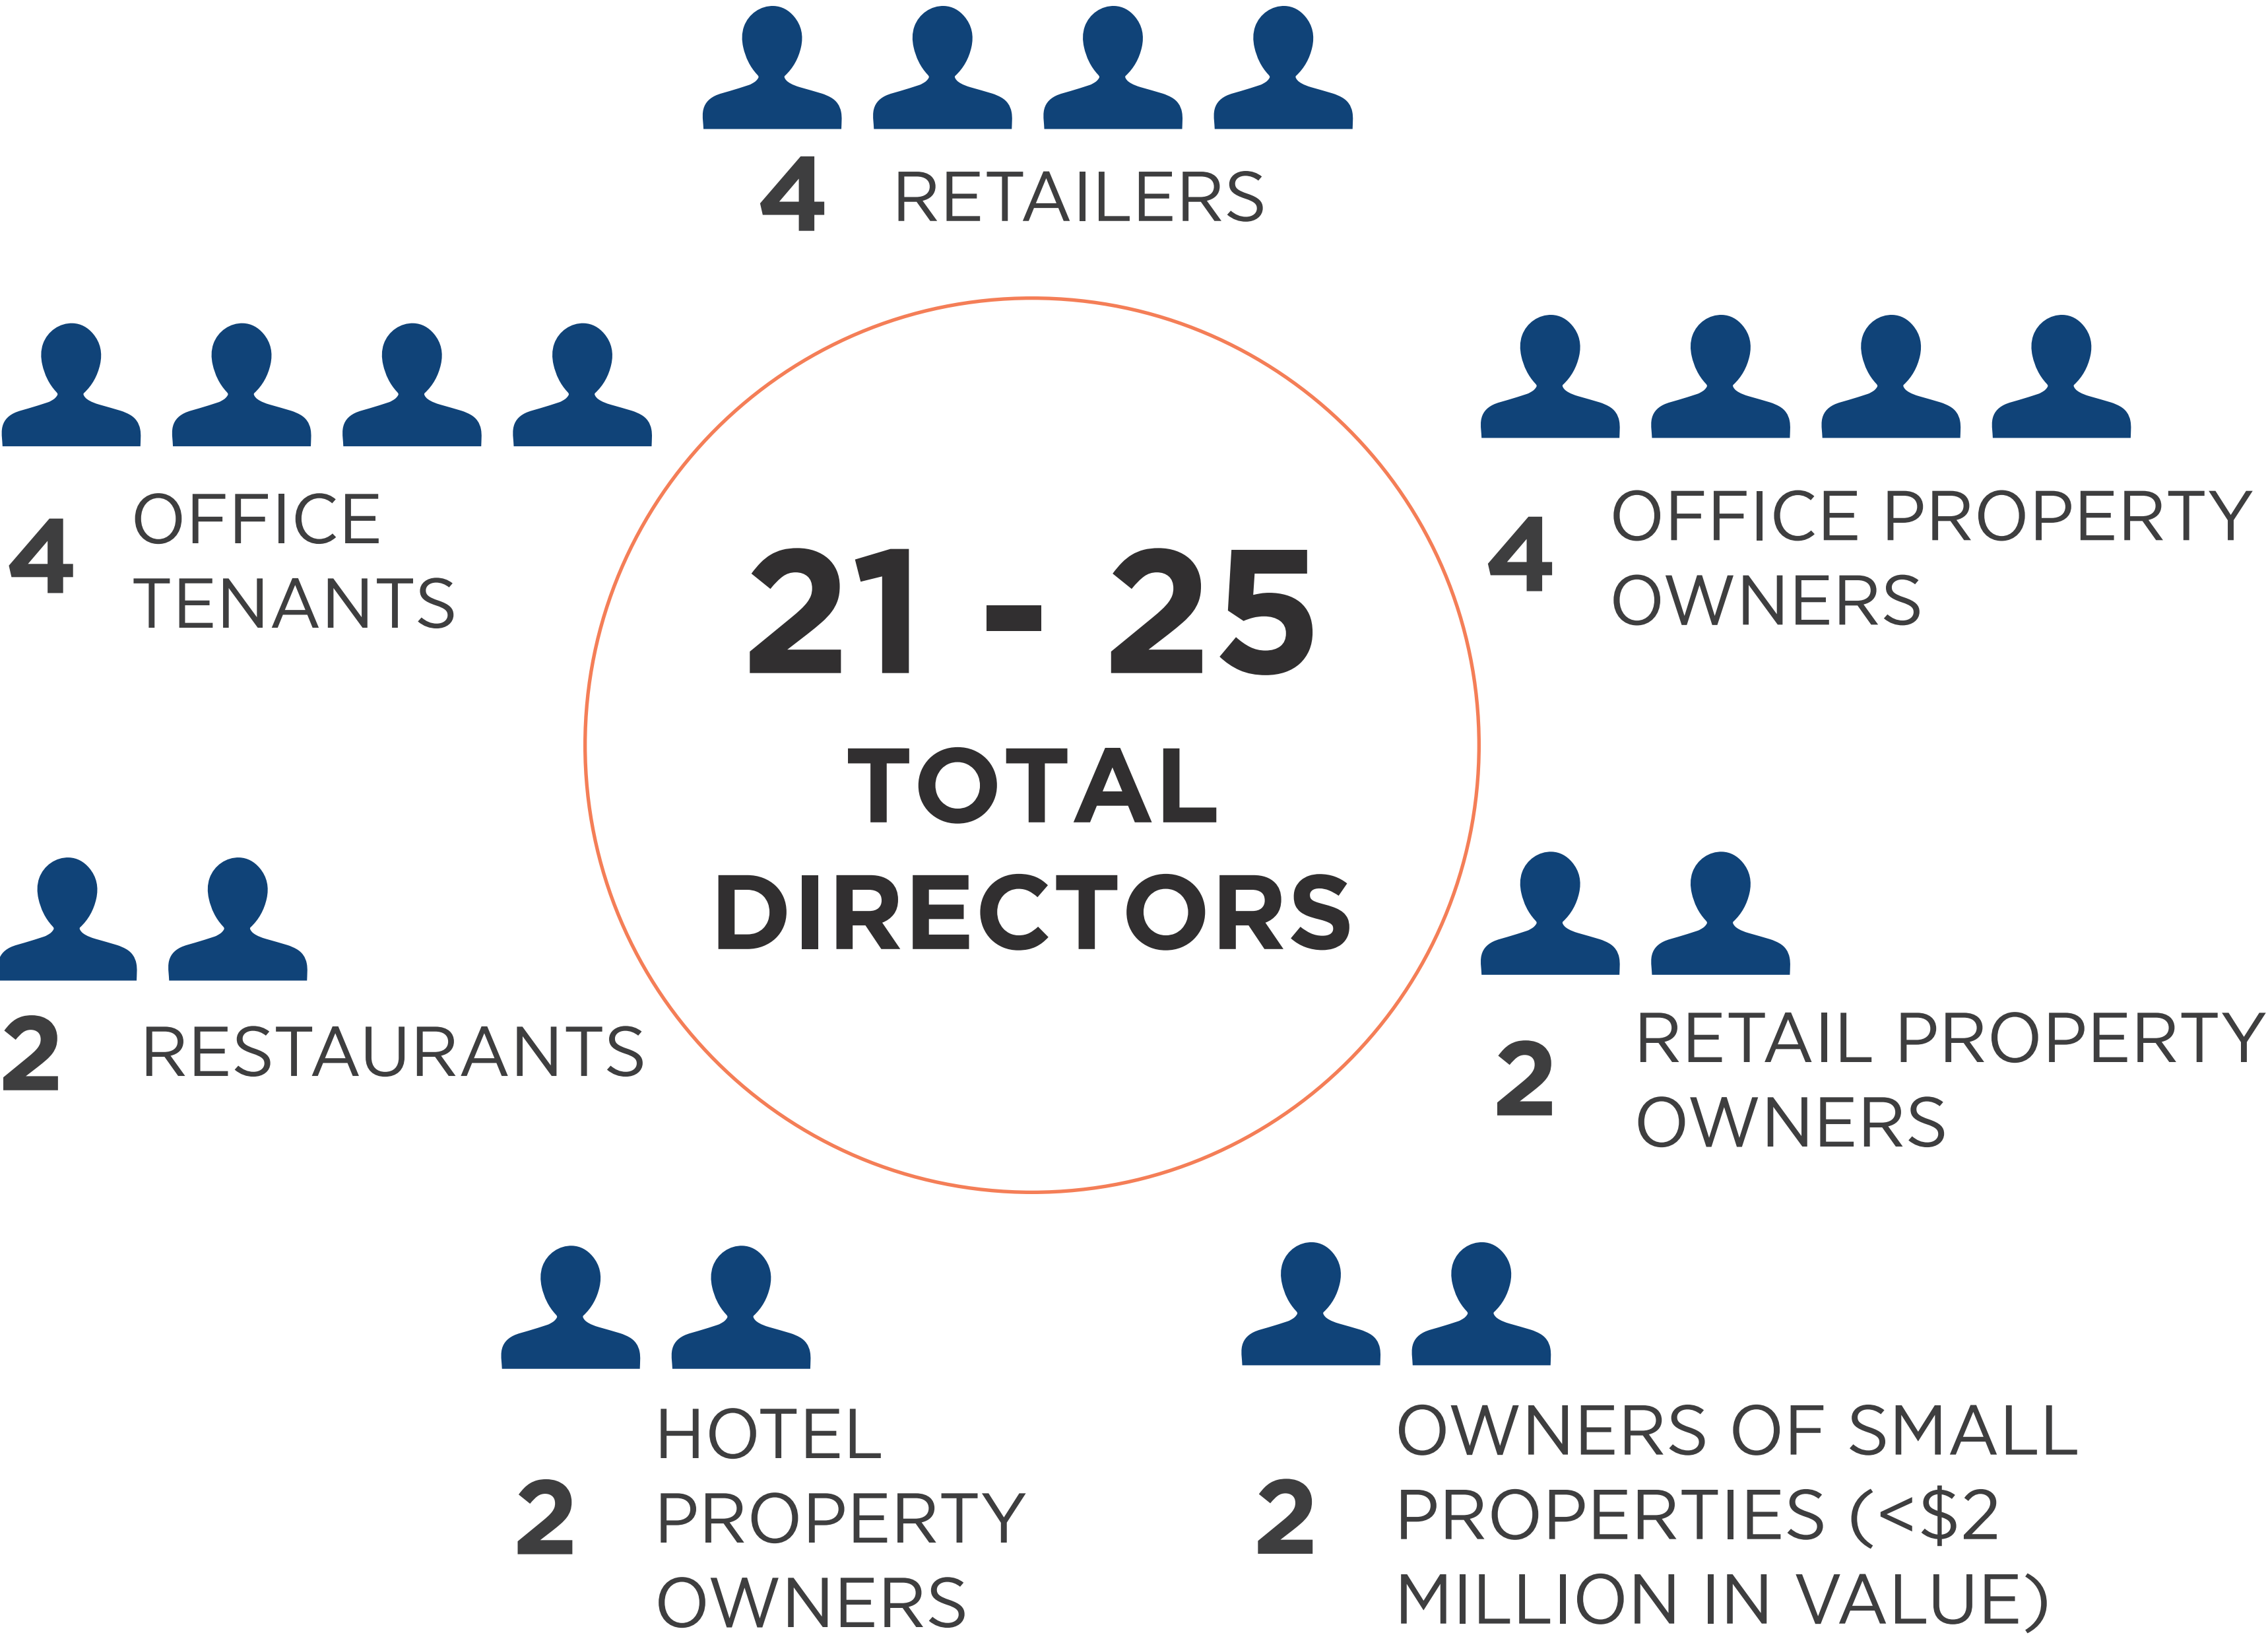 4 RETAILERS
4 OFFICE
TENANTS
4 OFFICE PROPERTY
OWNERS
21 - 25
TOTAL
DIRECTORS
2 RESTAURANTS
2 RETAIL PROPERTY
OWNERS
2 HOTEL
PROPERTY
OWNERS
2 OWNERS OF SMALL
PROPERTIES (<$2
MILLION IN VALUE)